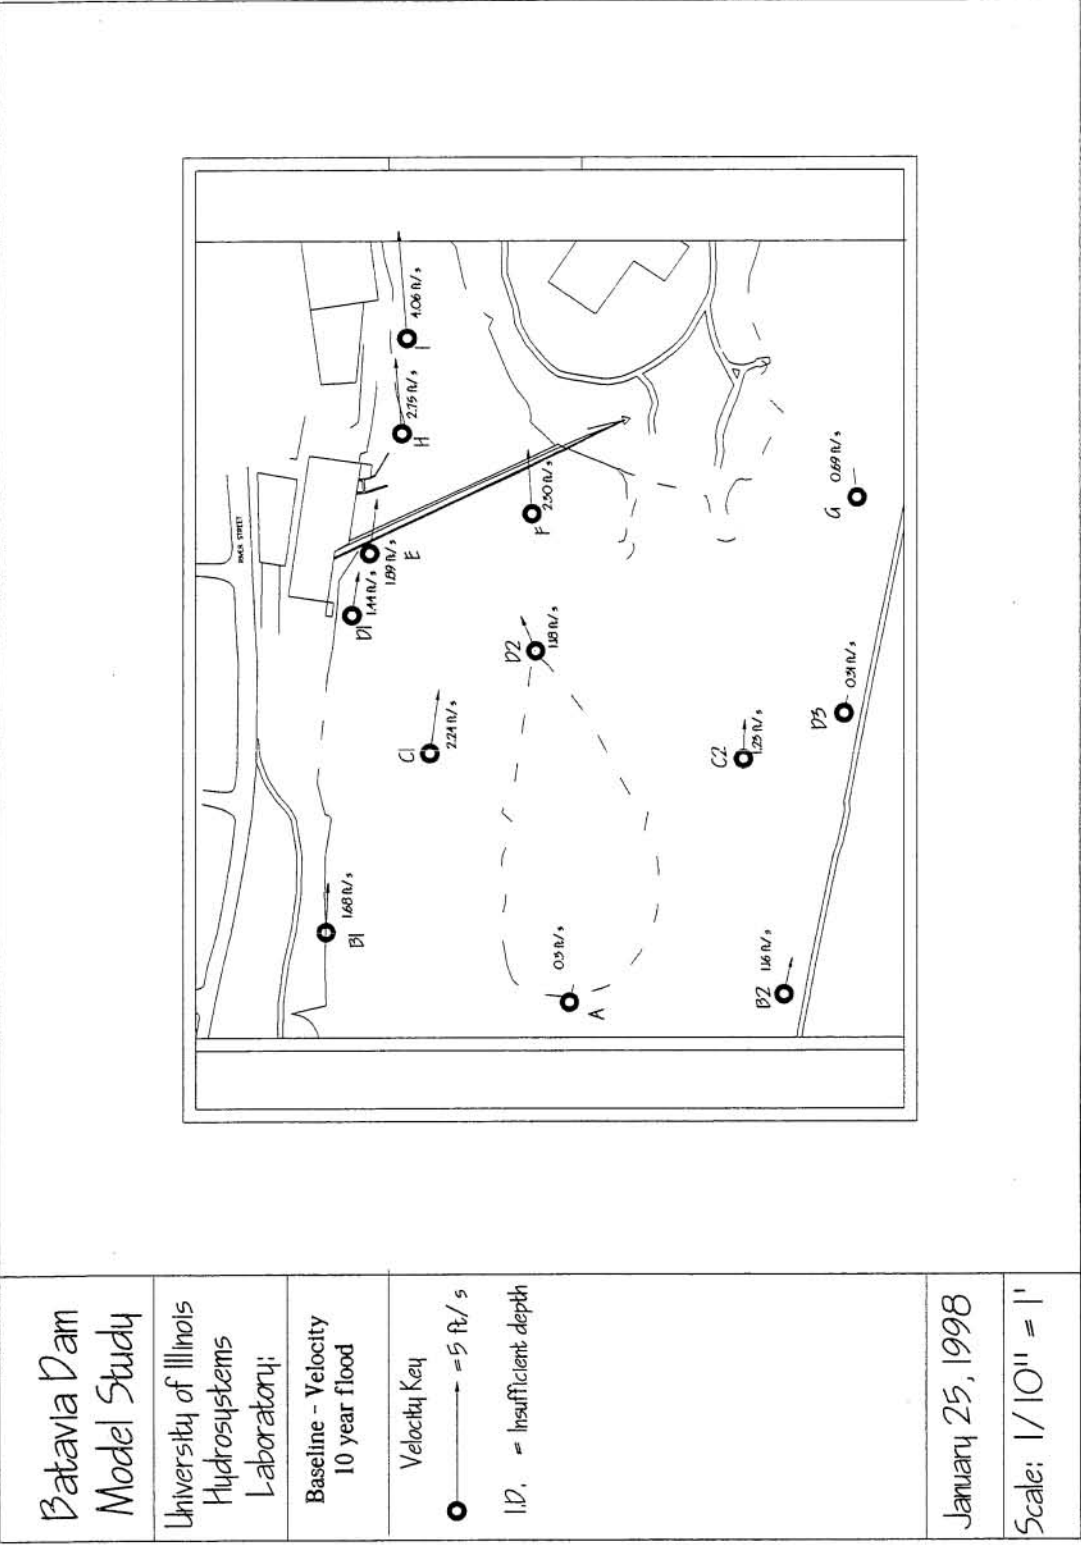 Batavia Dam
Model Study
University of Illinois
Hydrosystems
Laboratory:
Baseline - Velocity
10 year flood
Velocity Key
= 5 ft/s
I.D. = Insufficient depth
January 25, 1998
Scale: 1/10" = 1'
RIVER STREET
B1
1.68 ft/s
A
0.5 ft/s
B2
1.16 ft/s
C1
2.24 ft/s
C2
1.25 ft/s
D1
1.44 ft/s
D2
1.18 ft/s
D3
0.31 ft/s
E
1.89 ft/s
F
2.30 ft/s
G
0.69 ft/s
H
2.75 ft/s
I
4.06 ft/s